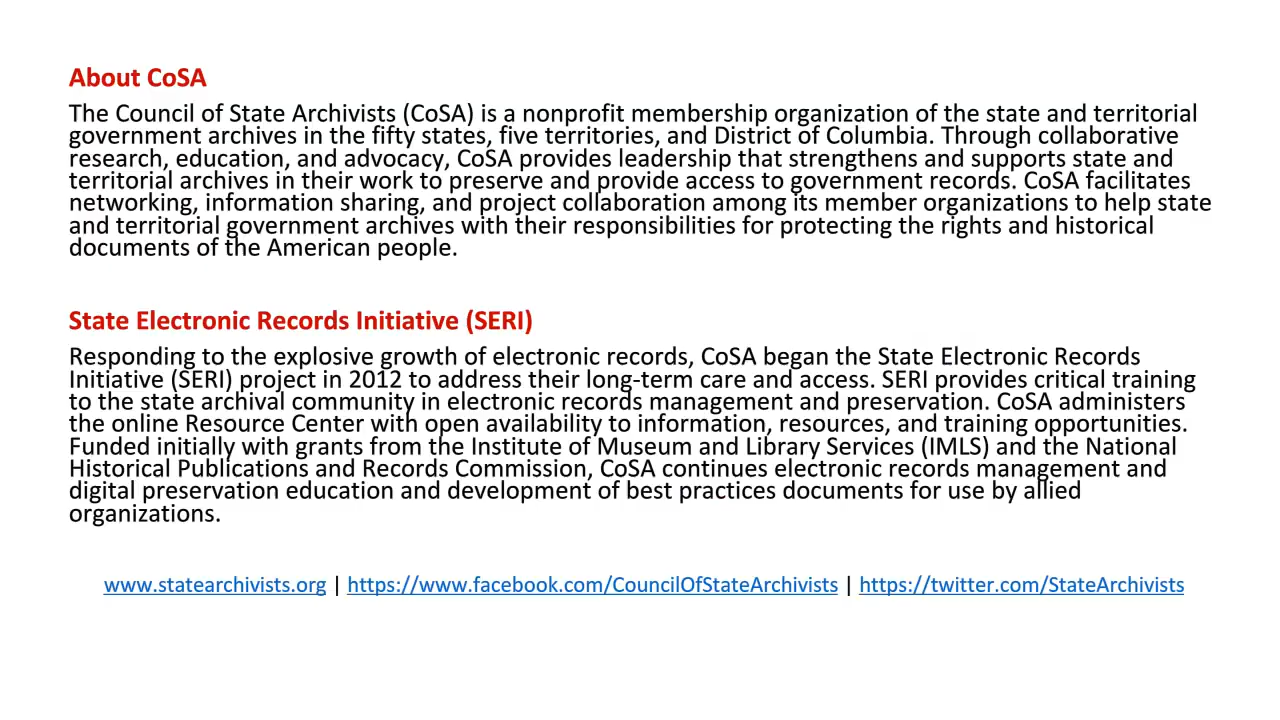 About CoSA
The Council of State Archivists (CoSA) is a nonprofit membership organization of the state and territorial
government archives in the fifty states, five territories, and District of Columbia. Through collaborative
research, education, and advocacy, CoSA provides leadership that strengthens and supports state and
territorial archives in their work to preserve and provide access to government records. CoSA facilitates
networking, information sharing, and project collaboration among its member organizations to help state
and territorial government archives with their responsibilities for protecting the rights and historical
documents of the American people.
State Electronic Records Initiative (SERI)
Responding to the explosive growth of electronic records, CoSA began the State Electronic Records
Initiative (SERI) project in 2012 to address their long-term care and access. SERI provides critical training
to the state archival community in electronic records management and preservation. CoSA administers
the online Resource Center with open availability to information, resources, and training opportunities.
Funded initially with grants from the Institute of Museum and Library Services (IMLS) and the National
Historical Publications and Records Commission, CoSA continues electronic records management and
digital preservation education and development of best practices documents for use by allied
organizations.
www.statearchivists.org | https://www.facebook.com/CouncilOfStateArchivists | https://twitter.com/StateArchivists